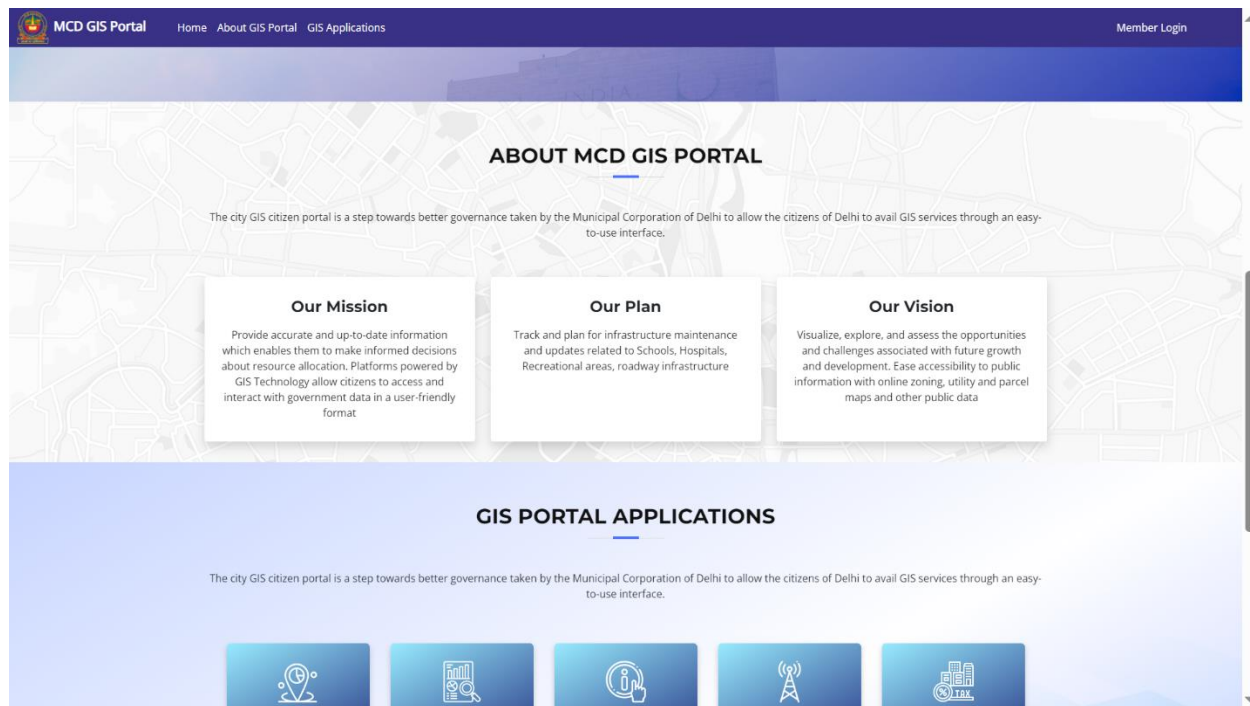 MCD GIS Portal
Home About GIS Portal GIS Applications
Member Login
INDIA
ABOUT MCD GIS PORTAL
The city GIS citizen portal is a step towards better governance taken by the Municipal Corporation of Delhi to allow the citizens of Delhi to avail GIS services through an easy-
to-use interface.
Our Mission
Provide accurate and up-to-date information
which enables them to make informed decisions
about resource allocation. Platforms powered by
GIS Technology allow citizens to access and
interact with government data in a user-friendly
format
Our Plan
Track and plan for infrastructure maintenance
and updates related to Schools, Hospitals,
Recreational areas, roadway infrastructure
Our Vision
Visualize, explore, and assess the opportunities
and challenges associated with future growth
and development. Ease accessibility to public
information with online zoning, utility and parcel
maps and other public data
GIS PORTAL APPLICATIONS
The city GIS citizen portal is a step towards better governance taken by the Municipal Corporation of Delhi to allow the citizens of Delhi to avail GIS services through an easy-
to-use interface.
TAX